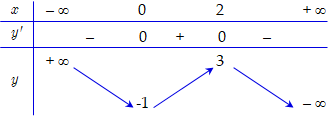 x − ∞ 0 2 + ∞
y' − 0 + 0 −
+ ∞ 3
y
-1 − ∞